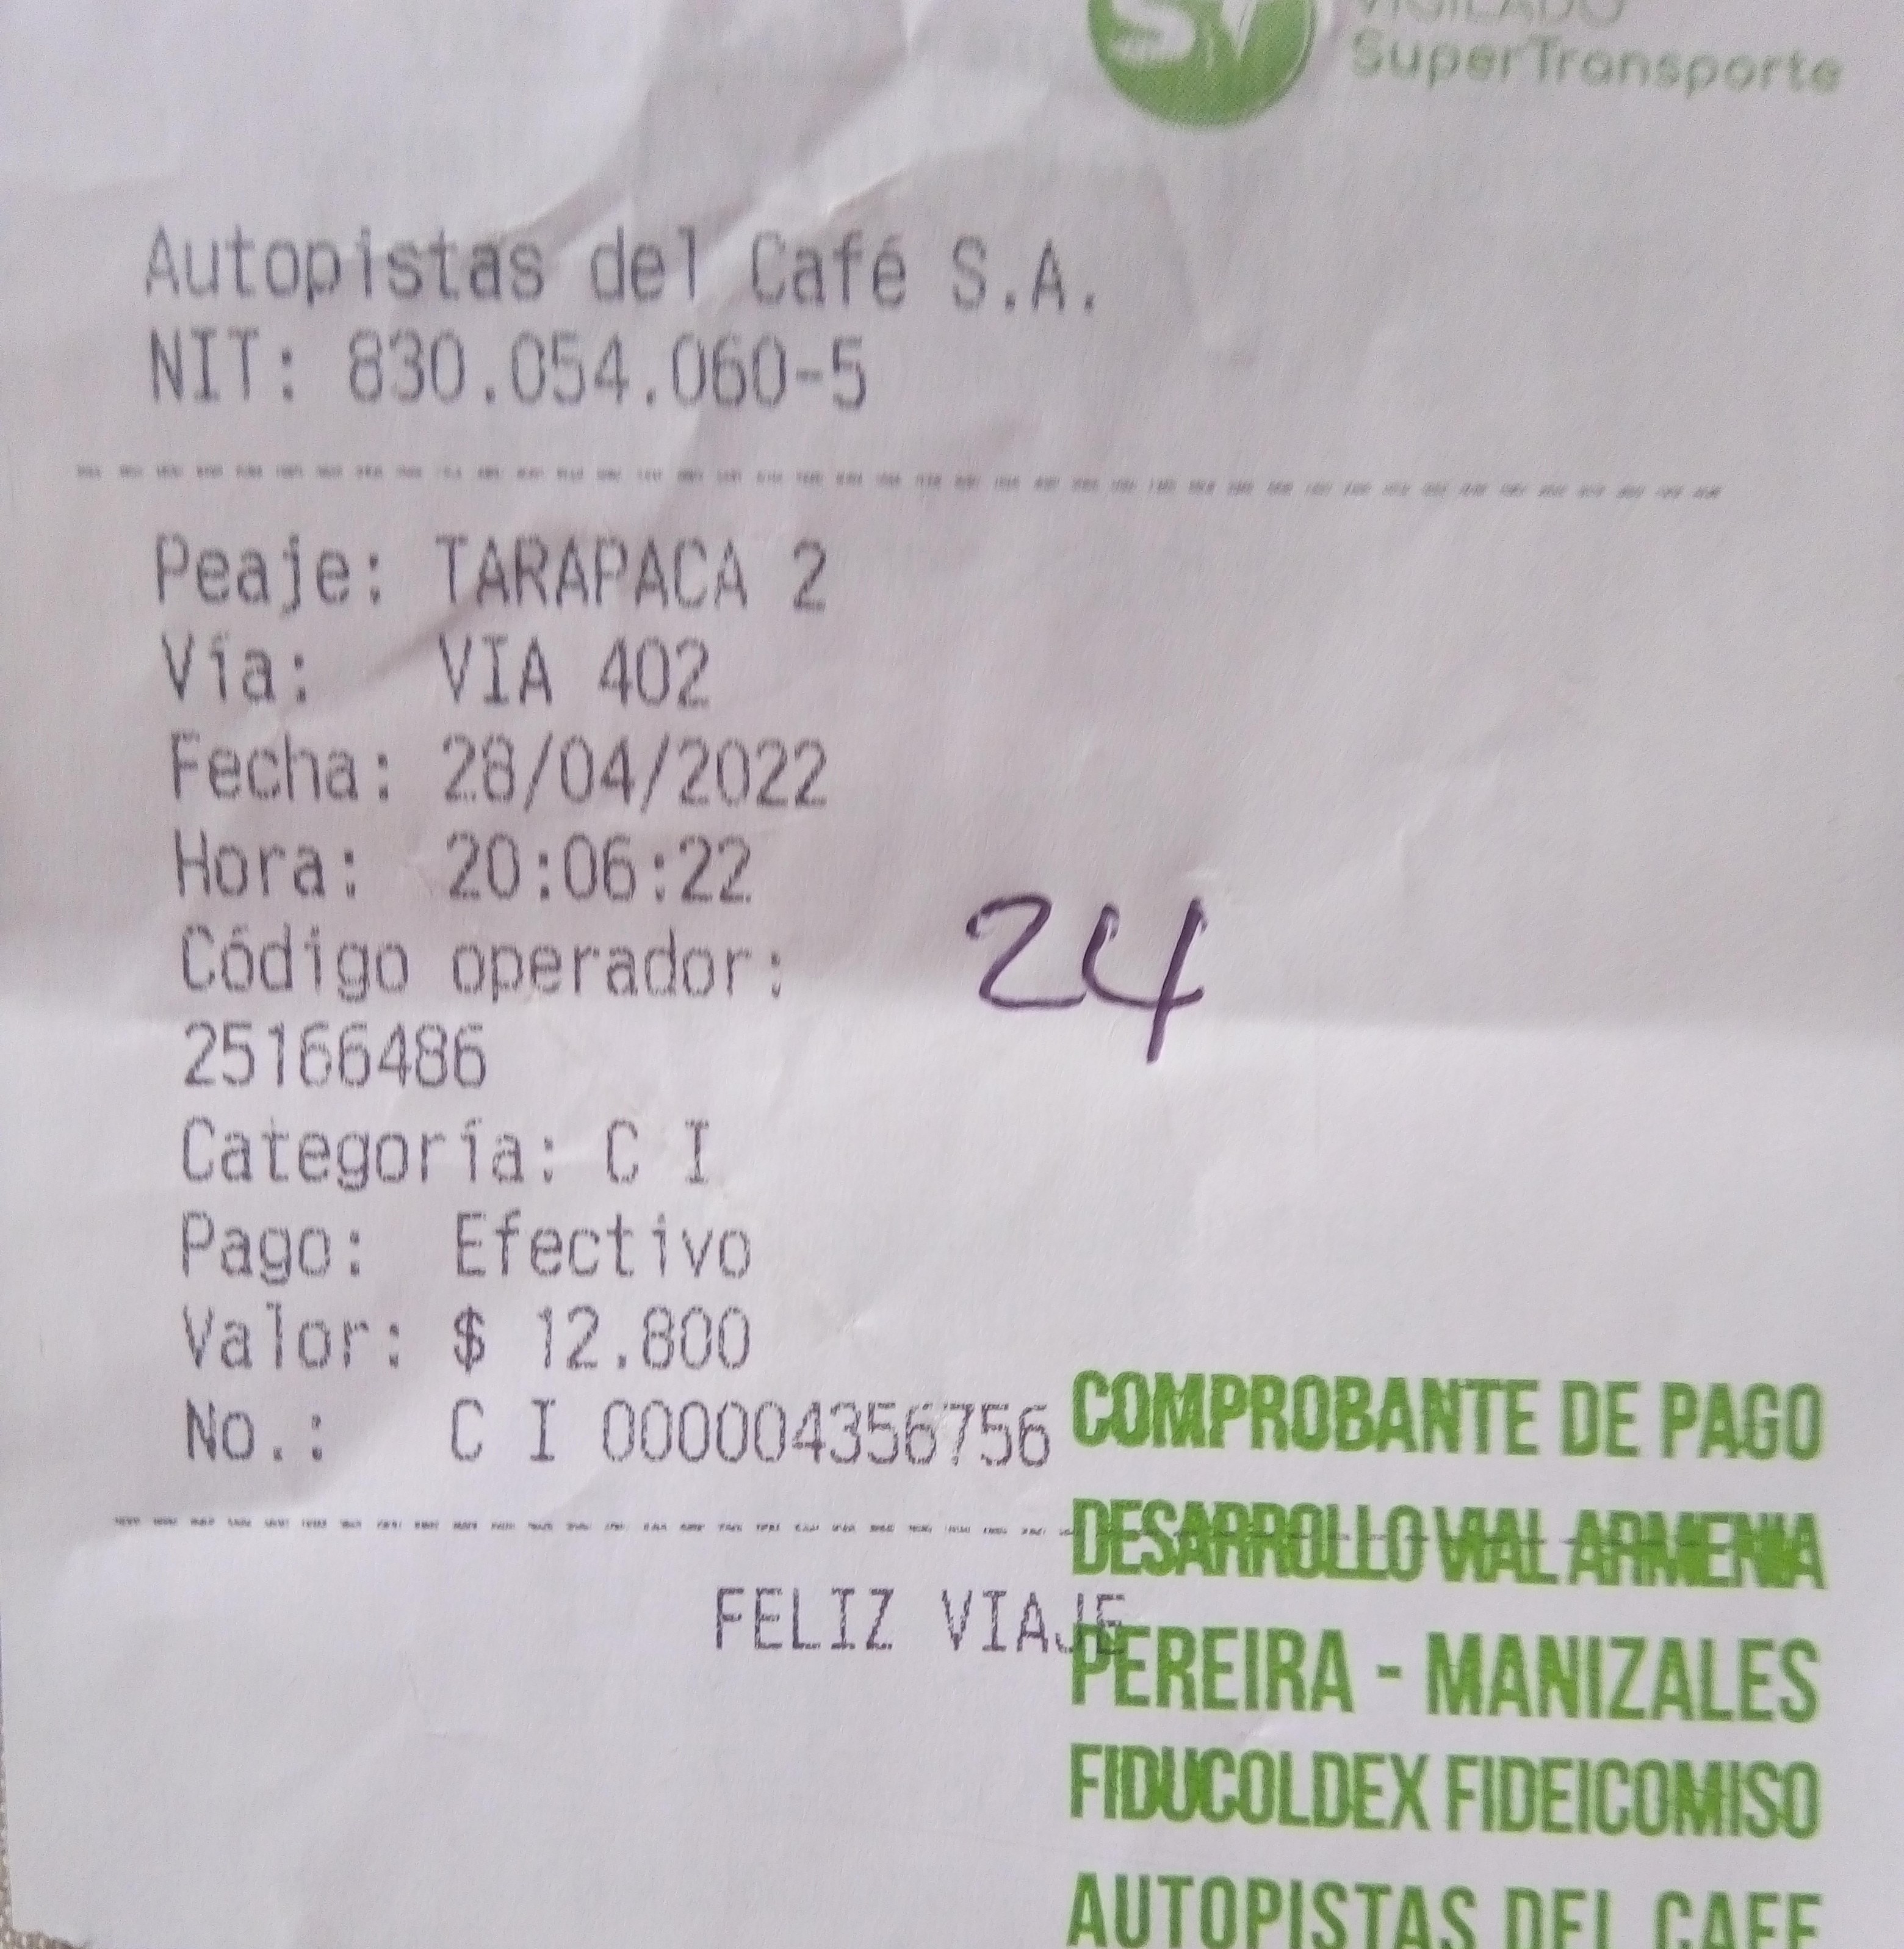 VIGILADO
SuperTransporte
Autopistas del Café S.A.
NIT: 830.054.060-5
Peaje: TARAPACA 2
Vía: VIA 402
Fecha: 28/04/2022
Hora: 20:06:22
Código operador:
24
25166486
Categoría: C I
Pago: Efectivo
Valor: $ 12.800
No.: C I 000004356756
FELIZ VIAJE
COMPROBANTE DE PAGO
DESARROLLO VIAL ARMENIA
PEREIRA - MANIZALES
FIDUCOLDEX FIDEICOMISO
AUTOPISTAS DEL CAFE